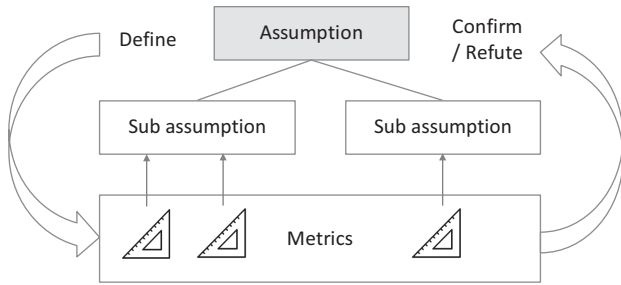 Define
Assumption
Confirm
/ Refute
Sub assumption
Sub assumption
Metrics